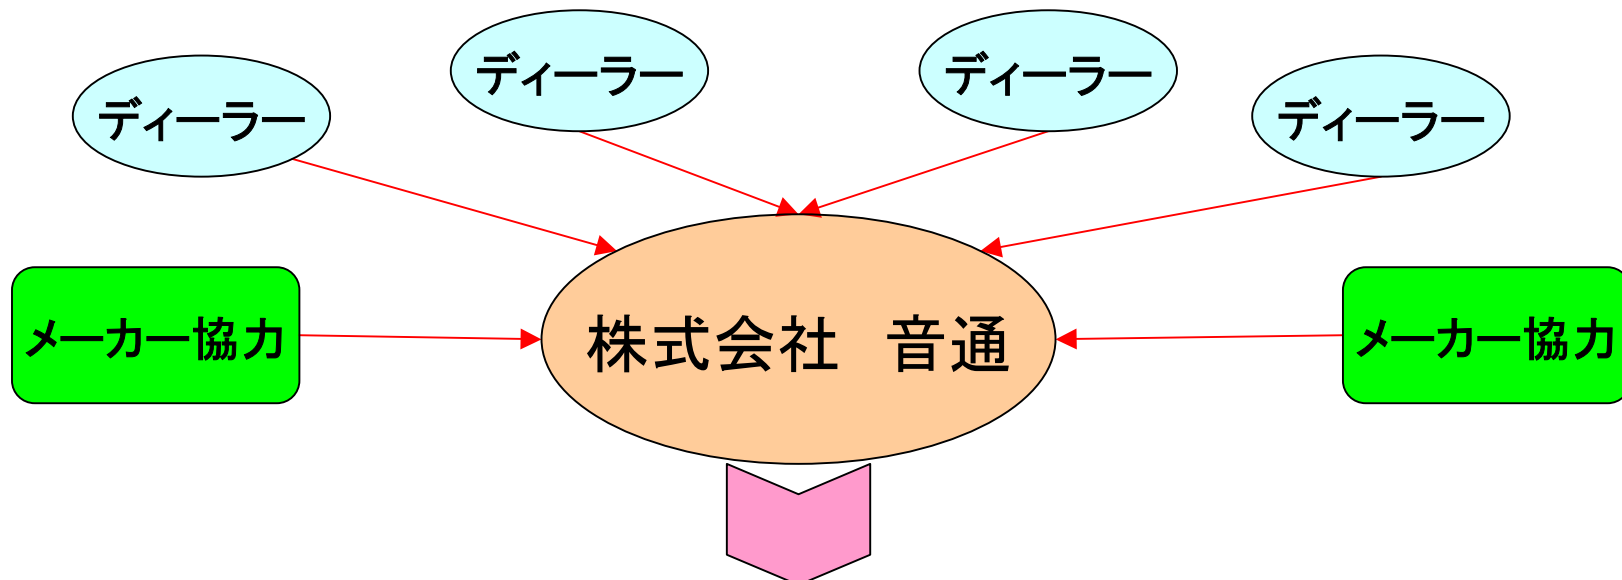 ディーラー
ディーラー
ディーラー
ディーラー
メーカー協力
株式会社　音通
メーカー協力